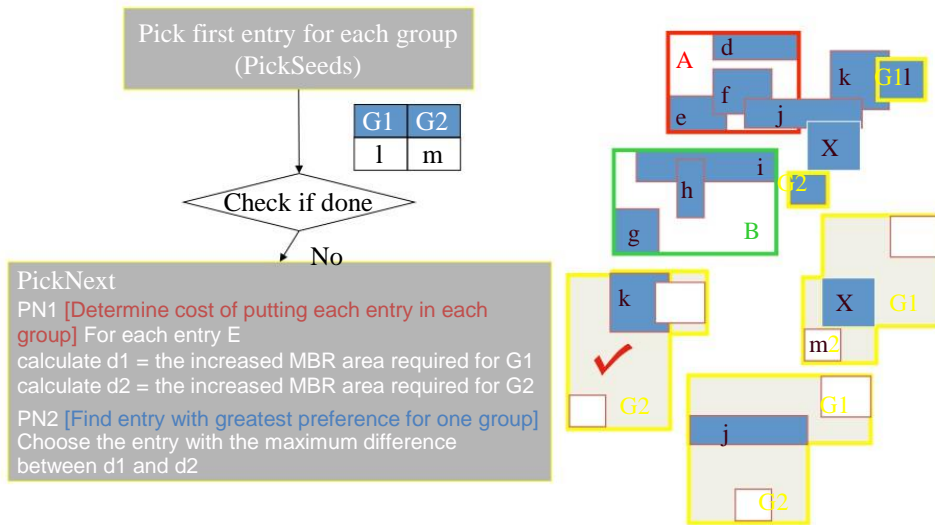 Pick first entry for each group
(PickSeeds)
G1 G2
l m
Check if done
No
PickNext
PN1 [Determine cost of putting each entry in each
group] For each entry E
calculate d1 = the increased MBR area required for G1
calculate d2 = the increased MBR area required for G2
PN2 [Find entry with greatest preference for one group]
Choose the entry with the maximum difference
between d1 and d2
A
d
f
e
j
k
G1
l
X
G2
i
h
g
B
k
G2
X
G1
m2
G1
j
G2